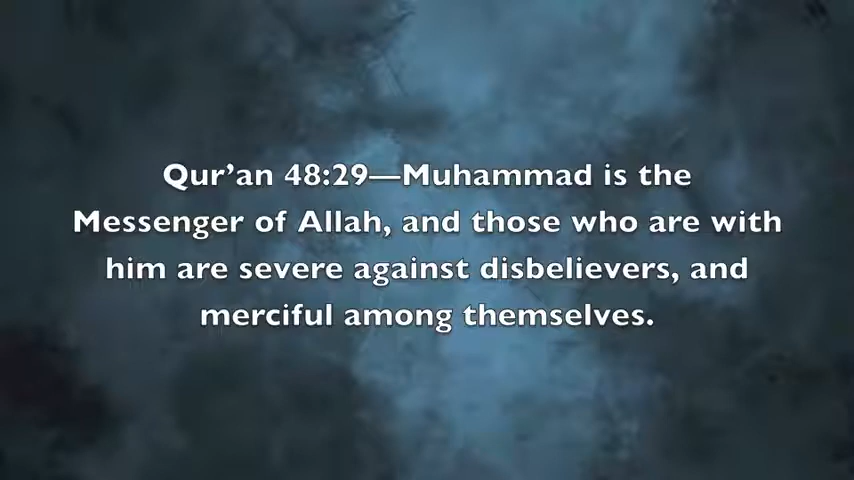 Qur’an 48:29—Muhammad is the
Messenger of Allah, and those who are with
him are severe against disbelievers, and
merciful among themselves.